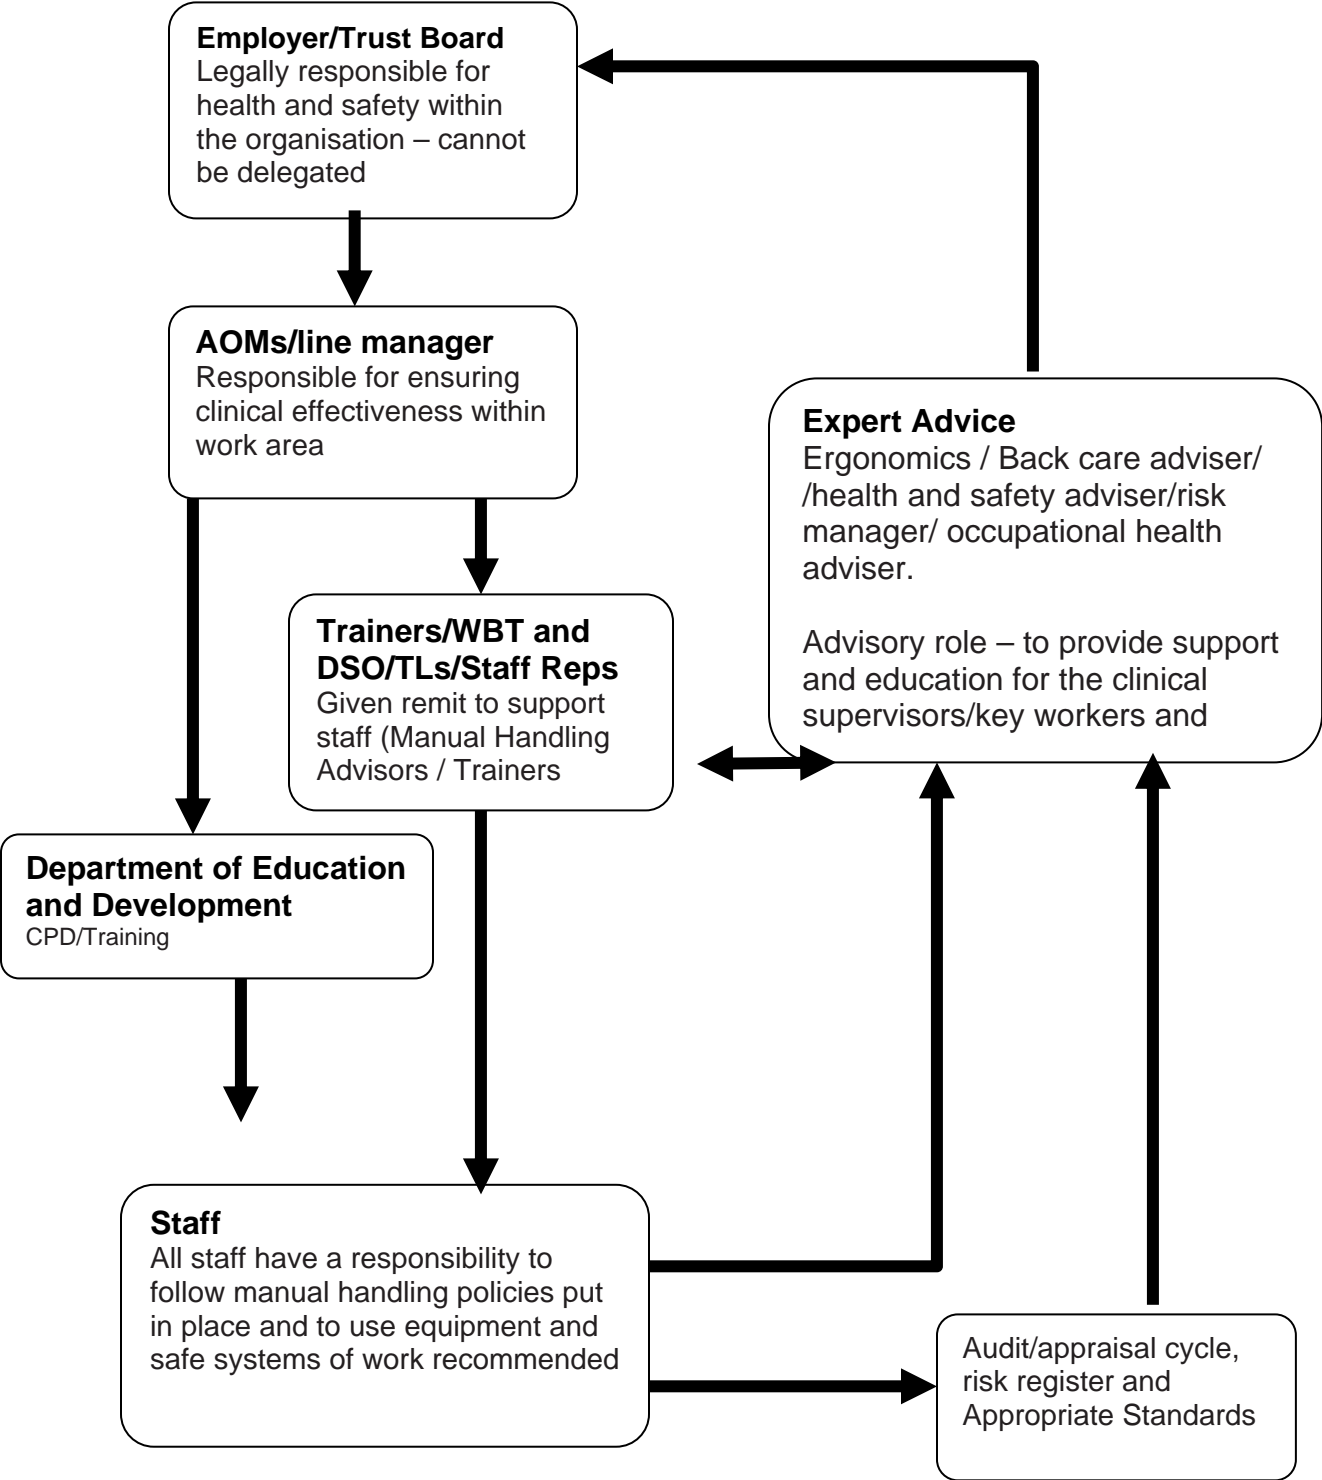 Employer/Trust Board
Legally responsible for
health and safety within
the organisation – cannot
be delegated
AOMs/line manager
Responsible for ensuring
clinical effectiveness within
work area
Expert Advice
Ergonomics / Back care adviser/
/health and safety adviser/risk
manager/ occupational health
adviser.
Advisory role – to provide support
and education for the clinical
supervisors/key workers and
Trainers/WBT and
DSO/TLs/Staff Reps
Given remit to support
staff (Manual Handling
Advisors / Trainers
Department of Education
and Development
CPD/Training
Staff
All staff have a responsibility to
follow manual handling policies put
in place and to use equipment and
safe systems of work recommended
Audit/appraisal cycle,
risk register and
Appropriate Standards